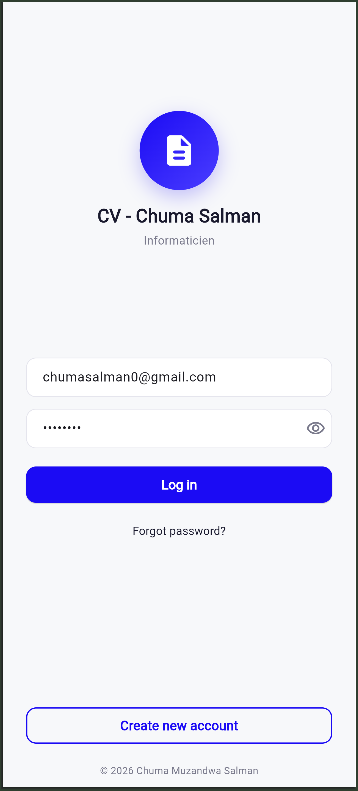 CV - Chuma Salman
Informaticien
chumasalman0@gmail.com
••••••••
Log in
Forgot password?
Create new account
© 2026 Chuma Muzandwa Salman